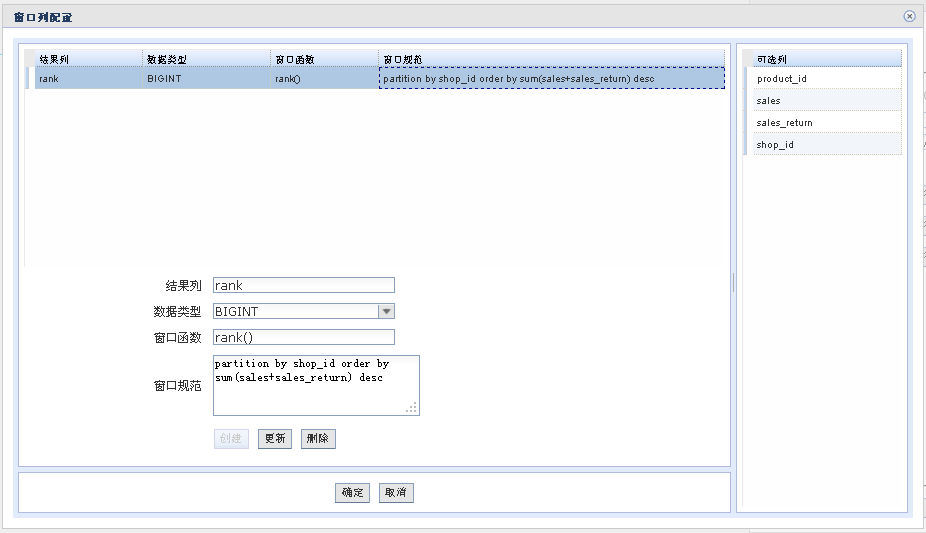 窗口列配置
结果列 数据类型 窗口函数 窗口规范
rank BIGINT rank() partition by shop_id order by sum(sales+sales_return) desc
可选列
product_id
sales
sales_return
shop_id
结果列 rank
数据类型 BIGINT
窗口函数 rank()
窗口规范 partition by shop_id order by
sum(sales+sales_return) desc
创建 更新 删除
确定 取消